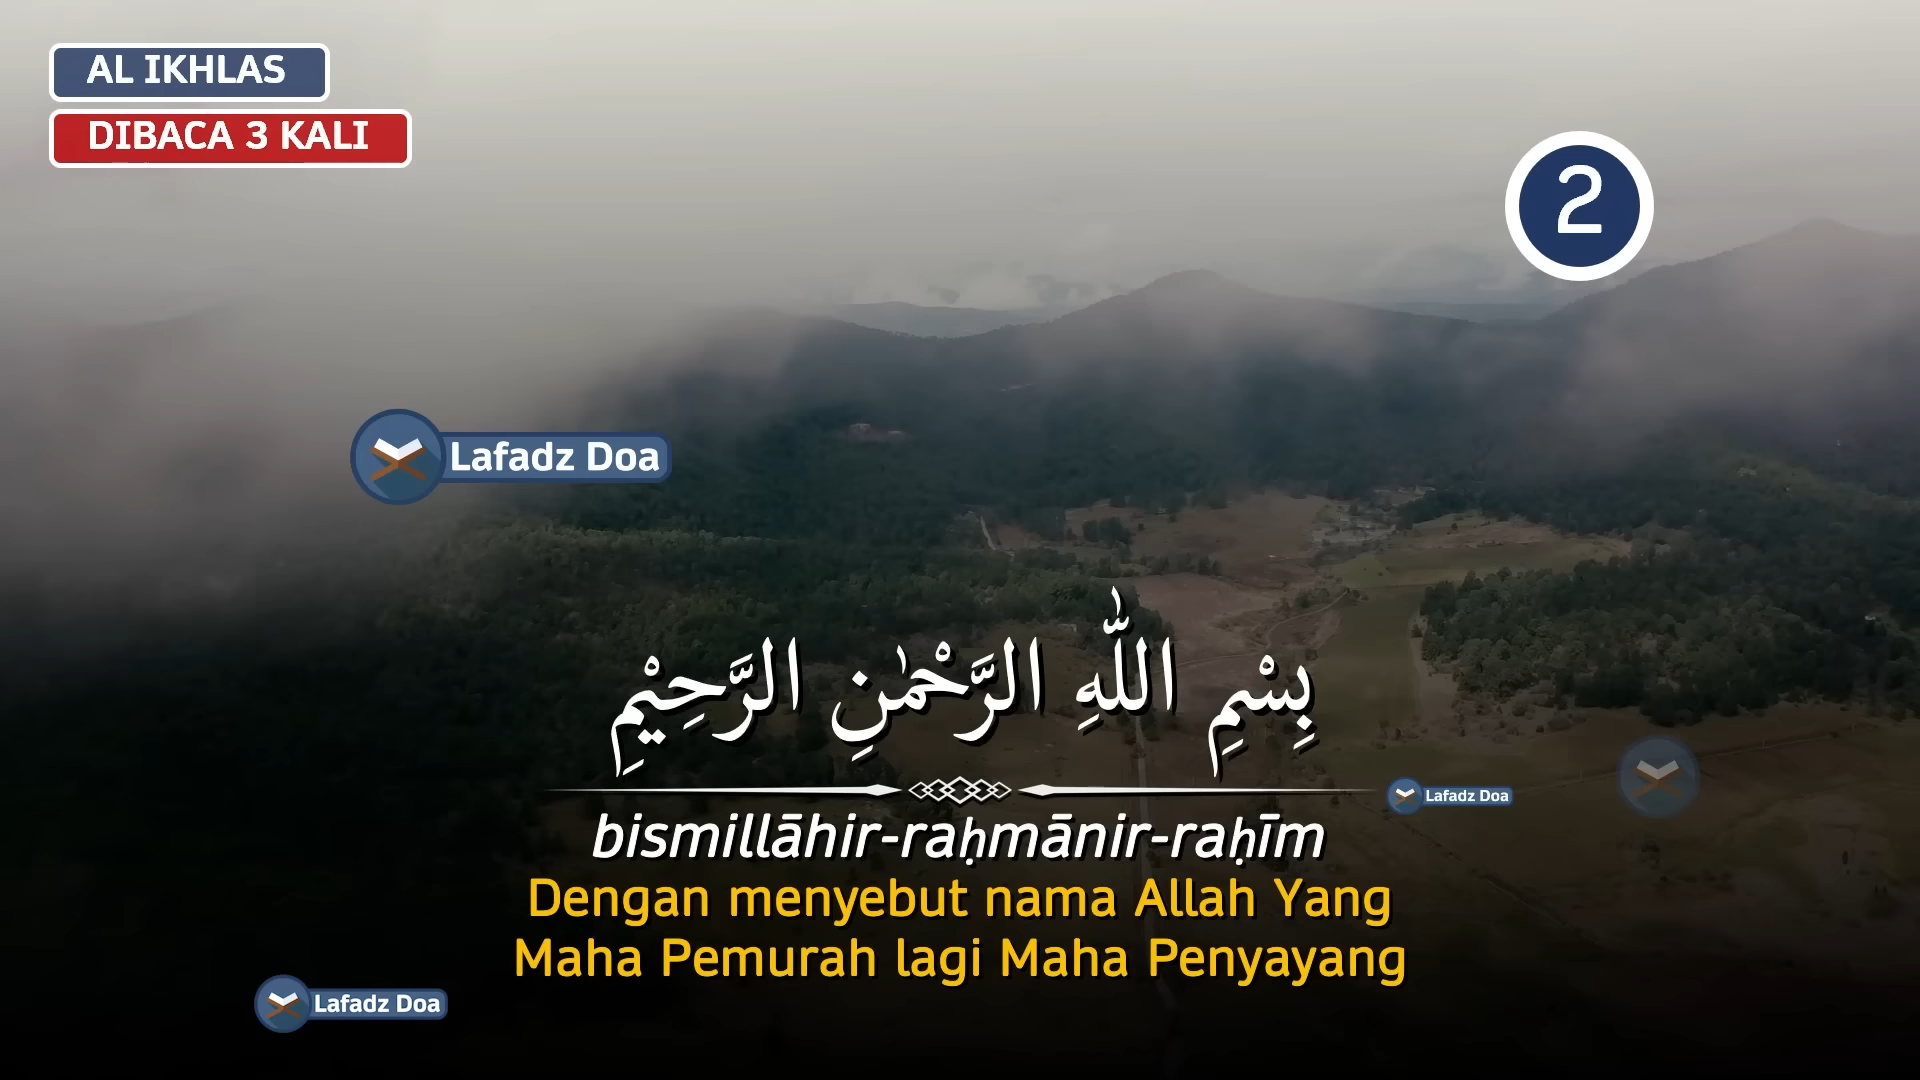 AL IKHLAS
DIBACA 3 KALI
2
Lafadz Doa
بِسْمِ اللّٰهِ الرَّحْمٰنِ الرَّحِيْمِ
Lafadz Doa
bismillāhir-raḥmānir-raḥīm
Dengan menyebut nama Allah Yang
Maha Pemurah lagi Maha Penyayang
Lafadz Doa